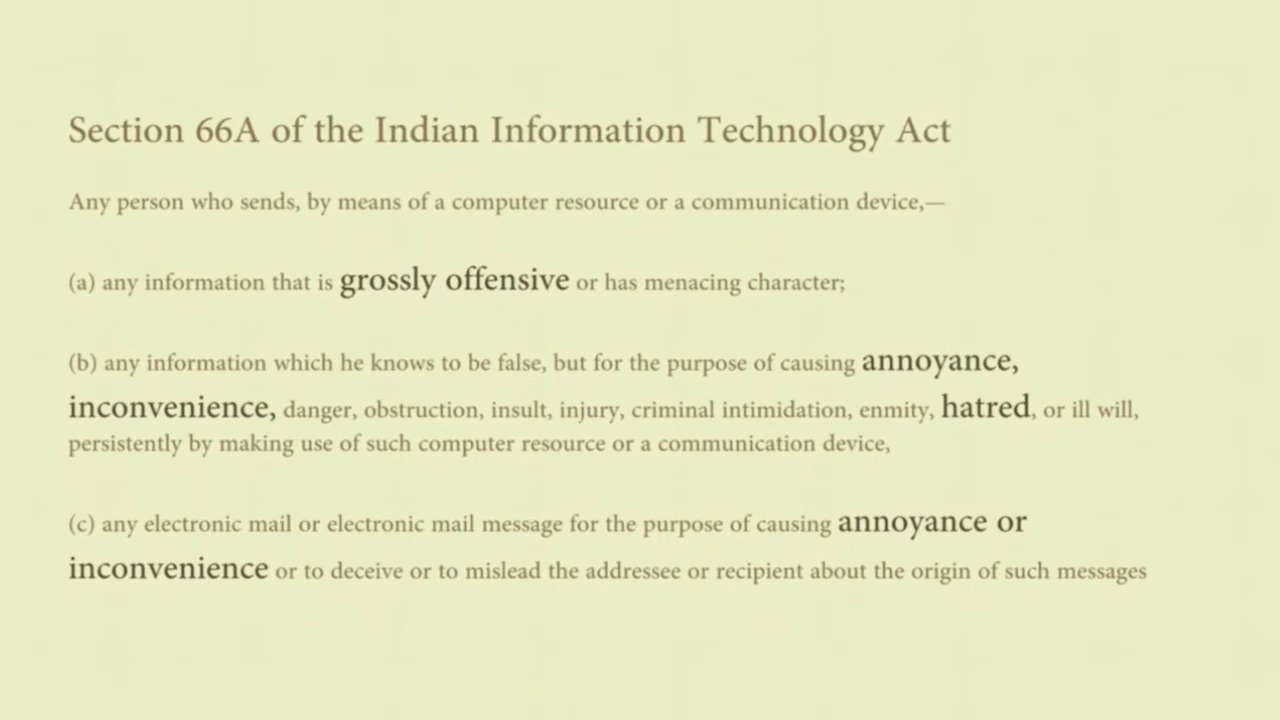 Section 66A of the Indian Information Technology Act
Any person who sends, by means of a computer resource or a communication device,—
(a) any information that is grossly offensive or has menacing character;
(b) any information which he knows to be false, but for the purpose of causing annoyance,
inconvenience, danger, obstruction, insult, injury, criminal intimidation, enmity, hatred, or ill will,
persistently by making use of such computer resource or a communication device,
(c) any electronic mail or electronic mail message for the purpose of causing annoyance or
inconvenience or to deceive or to mislead the addressee or recipient about the origin of such messages